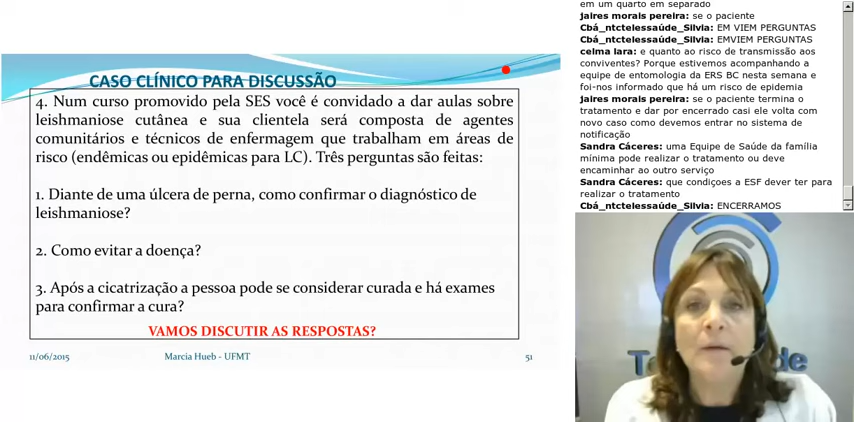 CASO CLÍNICO PARA DISCUSSÃO
4. Num curso promovido pela SES você é convidado a dar aulas sobre
leishmaniose cutânea e sua clientela será composta de agentes
comunitários e técnicos de enfermagem que trabalham em áreas de
risco (endêmicas ou epidêmicas para LC). Três perguntas são feitas:
1. Diante de uma úlcera de perna, como confirmar o diagnóstico de
leishmaniose?
2. Como evitar a doença?
3. Após a cicatrização a pessoa pode se considerar curada e há exames
para confirmar a cura?
VAMOS DISCUTIR AS RESPOSTAS?
11/06/2015
Marcia Hueb - UFMT
51
em um quarto em separado
jaires morais pereira: se o paciente
Cbá_ntctelessaúde_Silvia: EM VIEM PERGUNTAS
Cbá_ntctelessaúde_Silvia: EMVIEM PERGUNTAS
celma lara: e quanto ao risco de transmissão aos
conviventes? Porque estivemos acompanhando a
equipe de entomologia da ERS BC nesta semana e
foi-nos informado que há um risco de epidemia
jaires morais pereira: se o paciente termina o
tratamento e dar por encerrado casi ele volta com
novo caso como devemos entrar no sistema de
notificação
Sandra Cáceres: uma Equipe de Saúde da família
mínima pode realizar o tratamento ou deve
encaminhar ao outro serviço
Sandra Cáceres: que condiçoes a ESF dever ter para
realizar o tratamento
Cbá_ntctelessaúde_Silvia: ENCERRAMOS